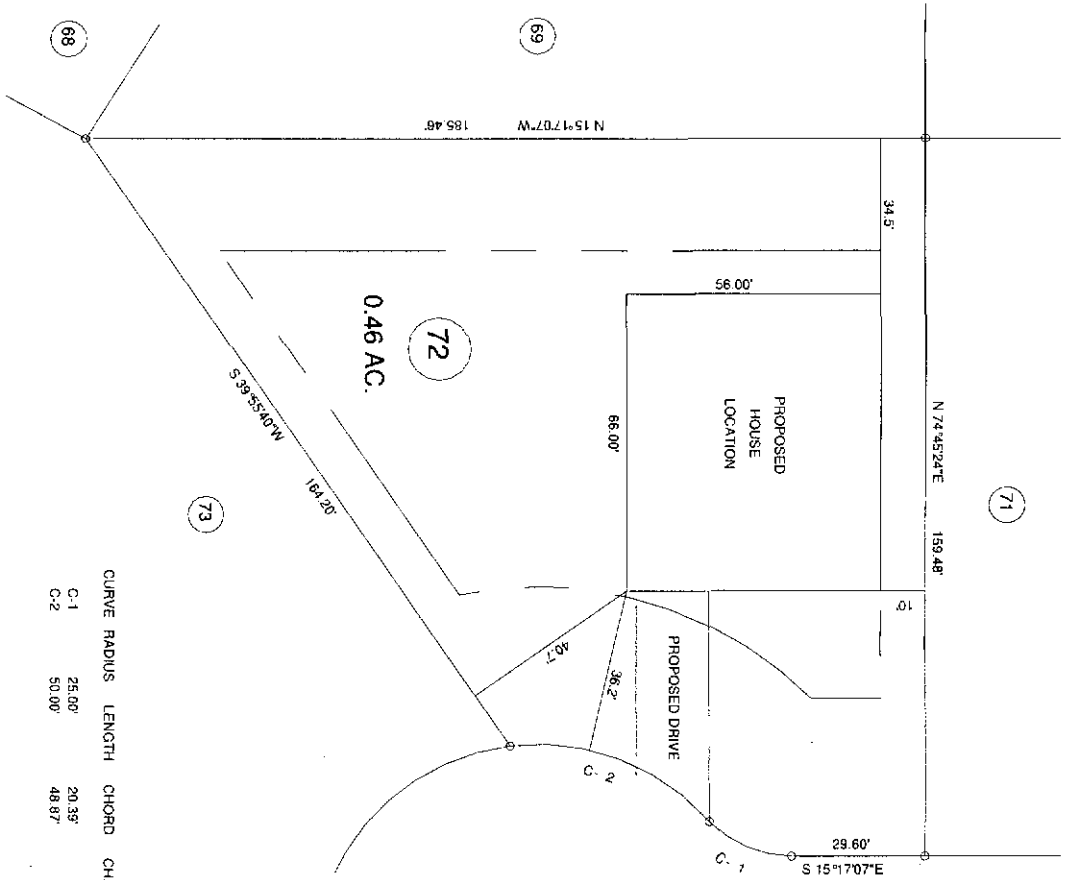 68
69
N 15°17'07"W 185.46'
34.5'
56.00'
72
0.46 AC.
PROPOSED
HOUSE
LOCATION
N 74°45'24"E 159.48'
71
66.00'
S 39°55'40"W 164.20'
73
10'
40.7'
36.2'
PROPOSED DRIVE
C- 2
C- 1
29.60'
S 15°17'07"E
CURVE RADIUS LENGTH CHORD CH.
C-1 25.00' 20.39'
C-2 50.00' 48.87'